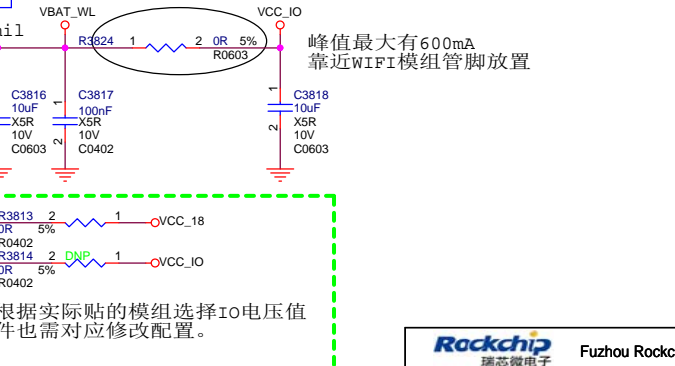 VBAT_WL
VCC_IO
R3824 1 2 0R 5%
R0603
峰值最大有600mA
靠近WIFI模组管脚放置
C3816
10uF
X5R
10V
C0603
1
2
C3817
100nF
X5R
10V
C0402
1
2
C3818
10uF
X5R
10V
C0603
R3813 2 1 VCC_18
0R 5%
R0402
R3814 2 DNP 1 VCC_IO
0R 5%
R0402
根据实际贴的模组选择IO电压值
件也需对应修改配置。
Rockchip
瑞芯微电子
Fuzhou Rockc